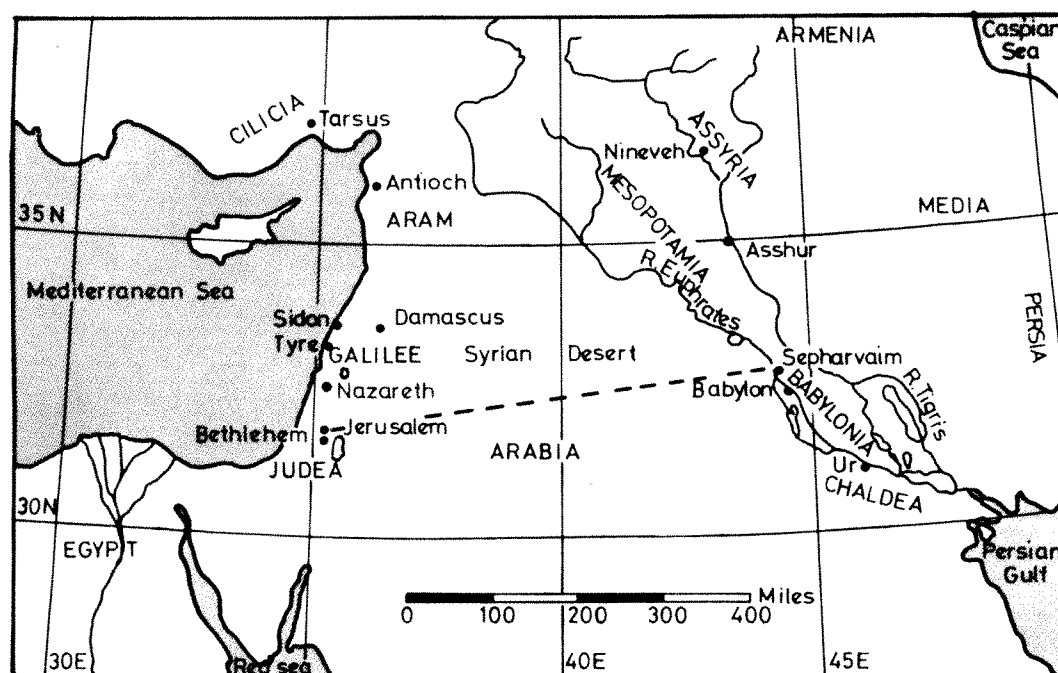 ARMENIA
Caspian
Sea
CILICIA
Tarsus
ASSYRIA
Nineveh
MESOPOTAMIA
Antioch
35N
ARAM
MEDIA
Asshur
R. Euphrates
Mediterranean Sea
PERSIA
Sidon
Damascus
Tyre
GALILEE
Syrian Desert
Sepharvaim
Nazareth
Babylon
BABYLONIA
R. Tigris
Bethlehem
Jerusalem
JUDEA
ARABIA
Ur
CHALDEA
30N
EGYPT
Persian
Gulf
Miles
0 100 200 300 400
30E
Red sea
40E
45E